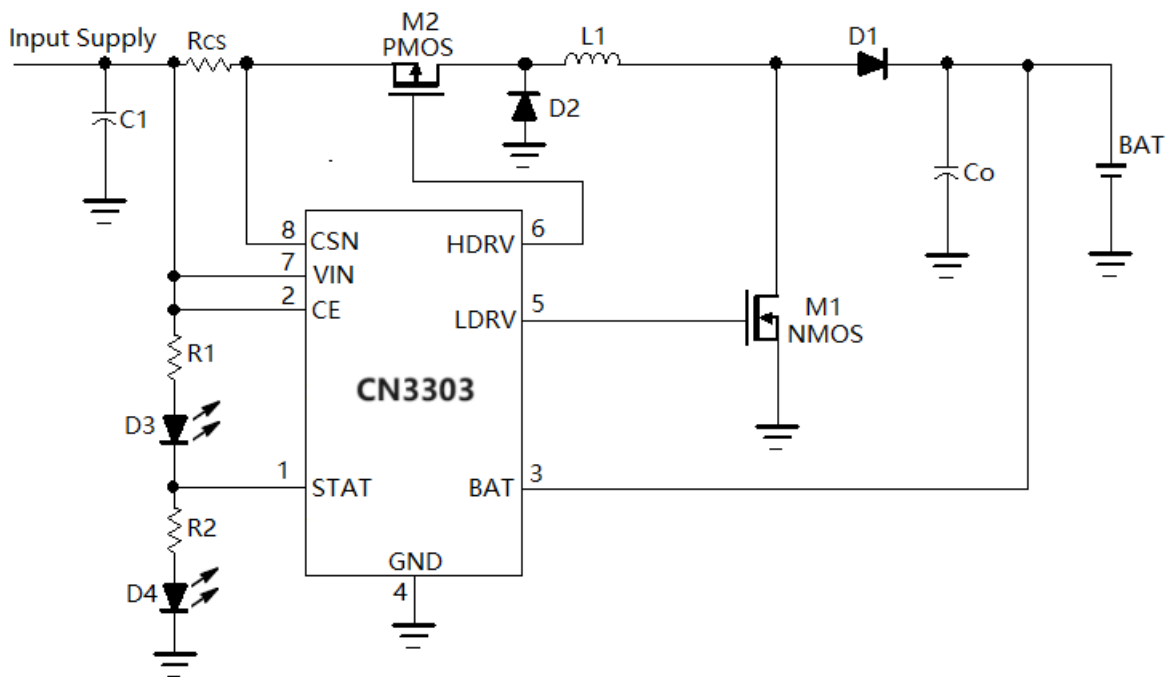 M2
L1
D1
Input Supply
RCS
PMOS
D2
C1
BAT
Co
8
CSN
HDRV
6
7
VIN
2
CE
LDRV
5
M1
NMOS
R1
CN3303
D3
1
STAT
BAT
3
R2
GND
D4
4